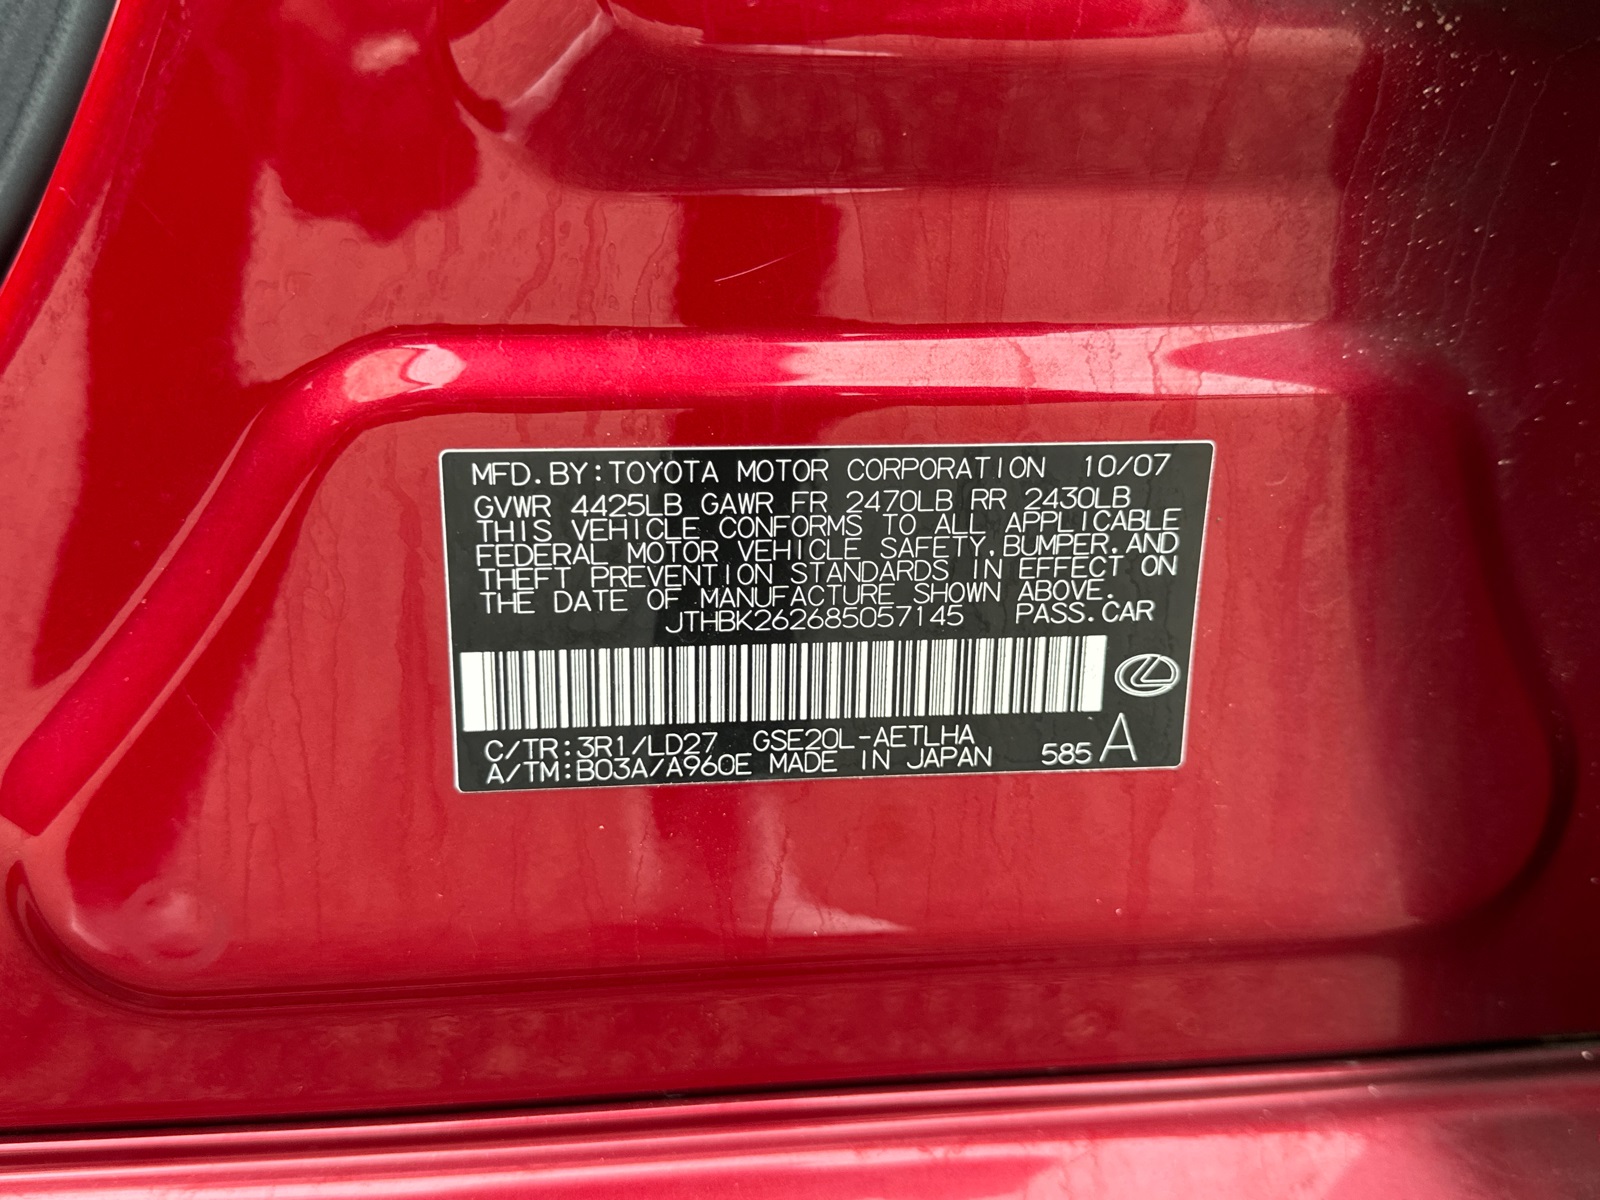 MFD.BY:TOYOTA MOTOR CORPORATION 10/07
GVWR 4425LB GAWR FR 2470LB RR 2430LB
THIS VEHICLE CONFORMS TO ALL APPLICABLE
FEDERAL MOTOR VEHICLE SAFETY,BUMPER,AND
THEFT PREVENTION STANDARDS IN EFFECT ON
THE DATE OF MANUFACTURE SHOWN ABOVE.
JTHBK262685057145 PASS.CAR
C/TR:3R1/LD27 GSE20L-AETLHA
A/TM:B03A/A960E MADE IN JAPAN 585 A